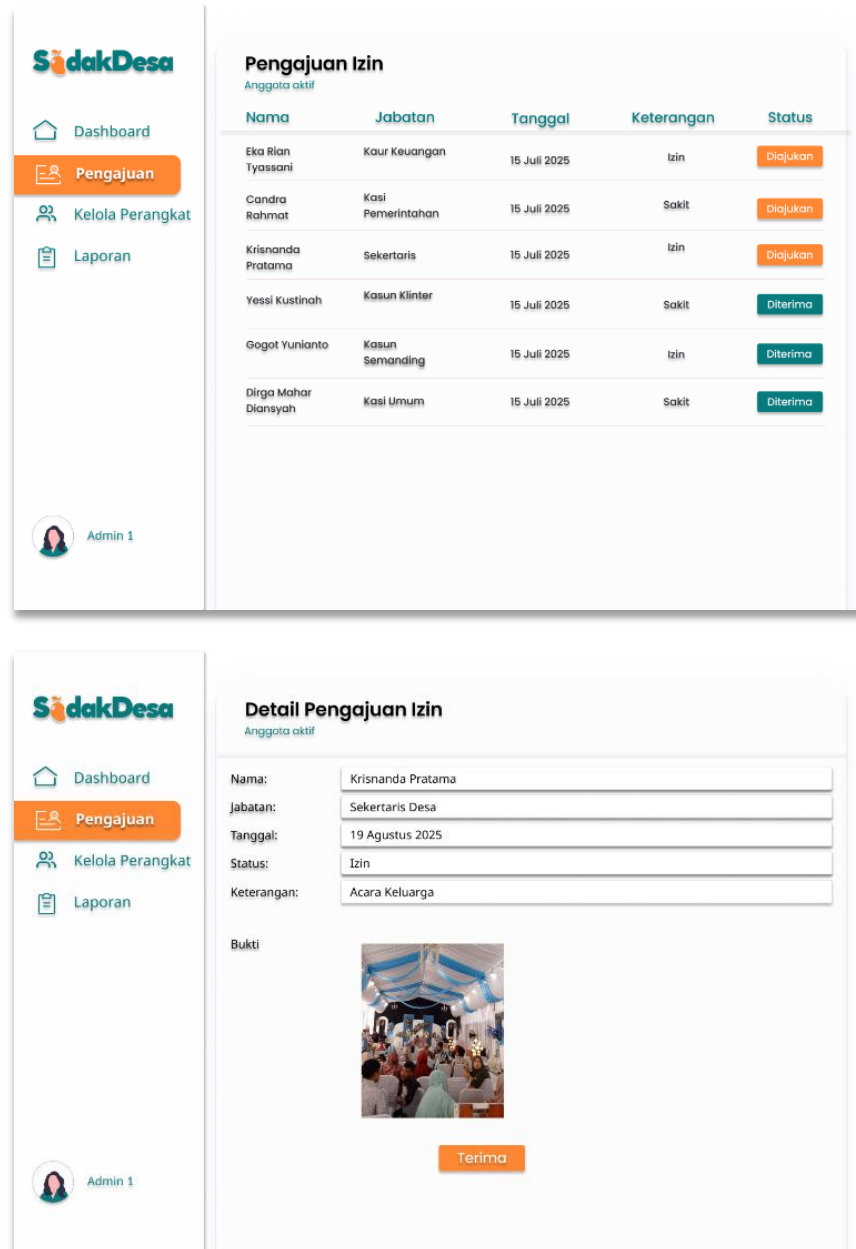 SidakDesa
Dashboard
Pengajuan
Kelola Perangkat
Laporan
Admin 1
Pengajuan Izin
Anggota aktif
Nama Jabatan Tanggal Keterangan Status
Eka Rian
Tyassani
Kaur Keuangan
15 Juli 2025
Izin
Diajukan
Candra
Rahmat
Kasi
Pemerintahan
15 Juli 2025
Sakit
Diajukan
Krisnanda
Pratama
Sekertaris
15 Juli 2025
Izin
Diajukan
Yessi Kustinah
Kasun Klinter
15 Juli 2025
Sakit
Diterima
Gogot Yunianto
Kasun
Semanding
15 Juli 2025
Izin
Diterima
Dirga Mahar
Diansyah
Kasi Umum
15 Juli 2025
Sakit
Diterima
SidakDesa
Dashboard
Pengajuan
Kelola Perangkat
Laporan
Admin 1
Detail Pengajuan Izin
Anggota aktif
Nama: Krisnanda Pratama
Jabatan: Sekertaris Desa
Tanggal: 19 Agustus 2025
Status: Izin
Keterangan: Acara Keluarga
Bukti
Terima